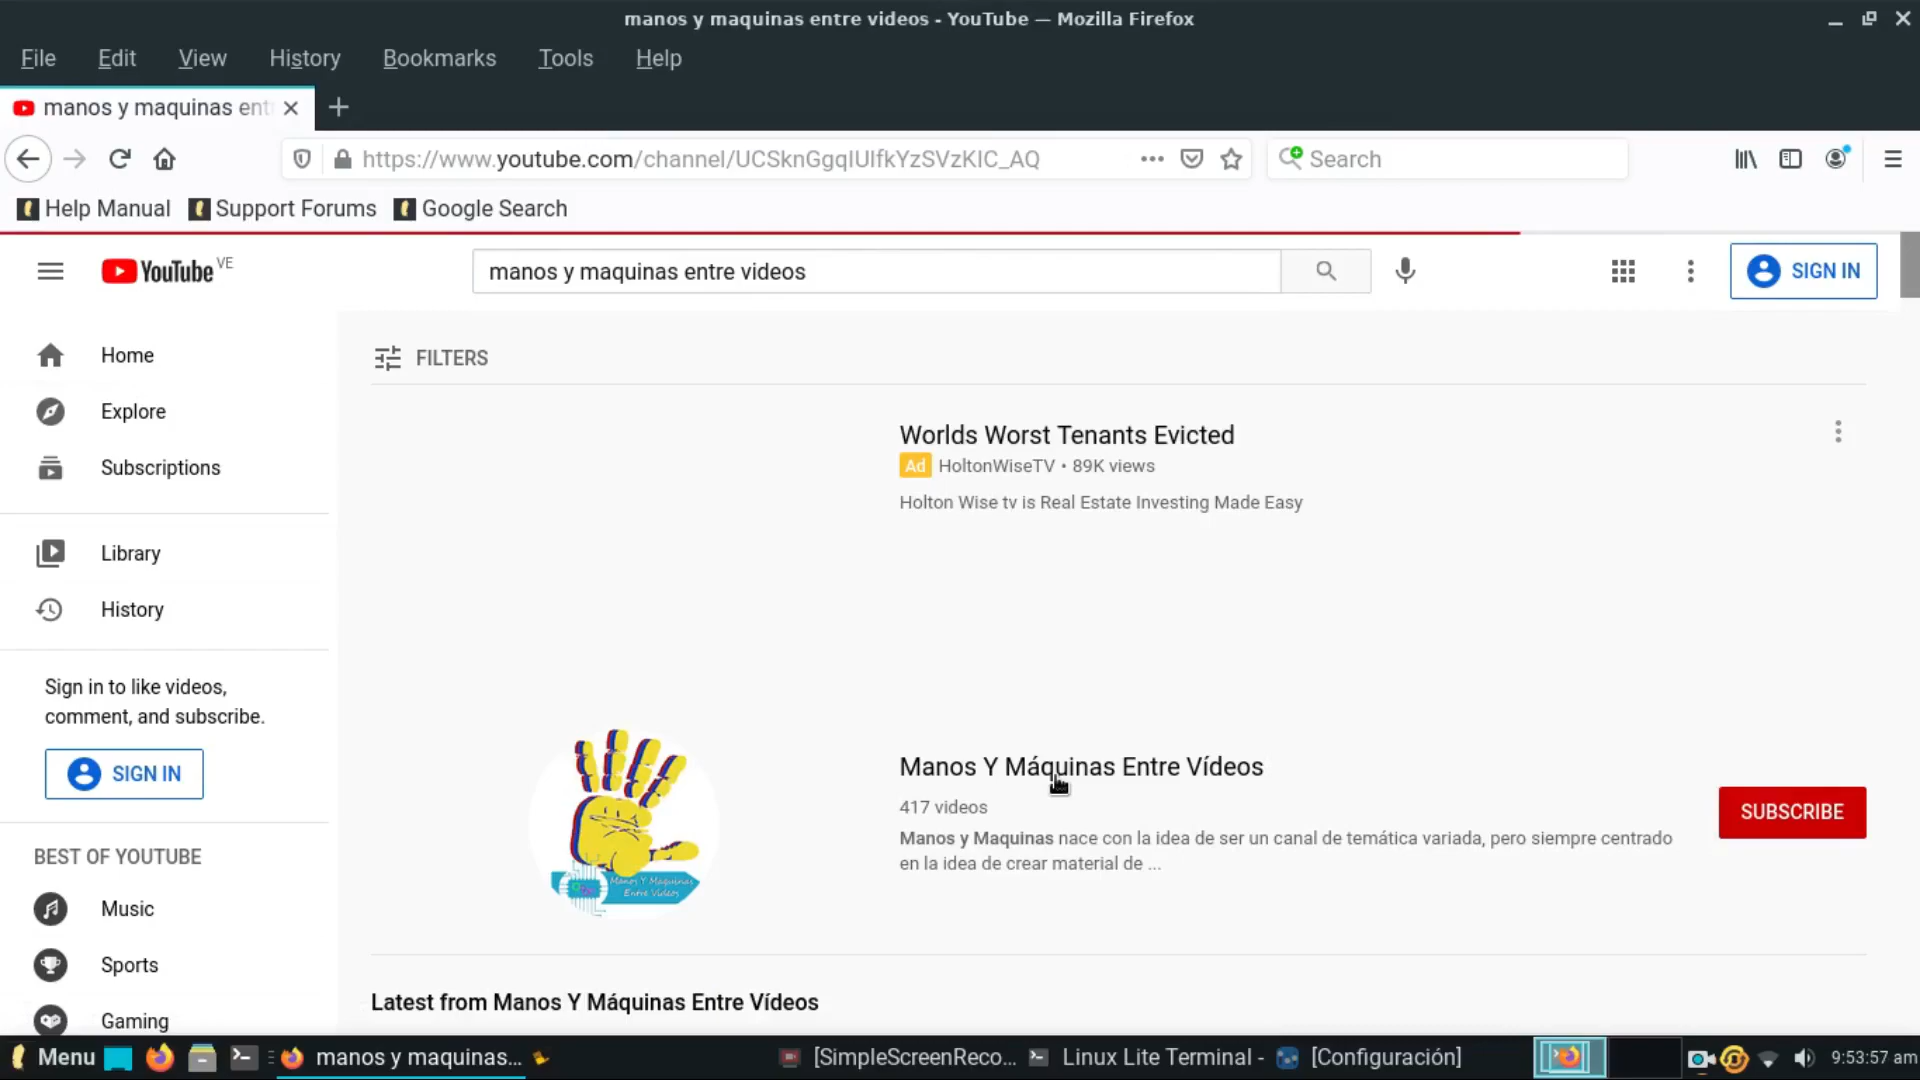 manos y maquinas entre videos - YouTube — Mozilla Firefox
File Edit View History Bookmarks Tools Help
manos y maquinas ent
https://www.youtube.com/channel/UCSknGgqIUIfkYzSVzKIC_AQ
Search
Help Manual Support Forums Google Search
YouTube VE
manos y maquinas entre videos
SIGN IN
Home
Explore
Subscriptions
Library
History
Sign in to like videos,
comment, and subscribe.
SIGN IN
BEST OF YOUTUBE
Music
Sports
Gaming
FILTERS
Worlds Worst Tenants Evicted
Ad HoltonWiseTV • 89K views
Holton Wise tv is Real Estate Investing Made Easy
Manos Y Maquinas
Entre Videos
Manos Y Máquinas Entre Vídeos
417 videos
Manos y Maquinas nace con la idea de ser un canal de temática variada, pero siempre centrado
en la idea de crear material de ...
SUBSCRIBE
Latest from Manos Y Máquinas Entre Vídeos
Menu manos y maquinas... [SimpleScreenReco... Linux Lite Terminal - [Configuración] 9:53:57 am